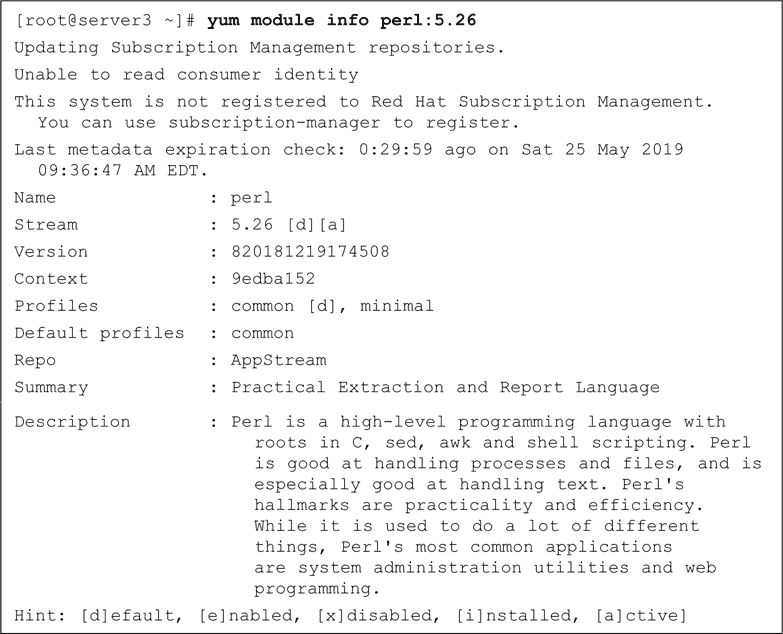 [root@server3 ~]# yum module info perl:5.26
Updating Subscription Management repositories.
Unable to read consumer identity
This system is not registered to Red Hat Subscription Management.
You can use subscription-manager to register.
Last metadata expiration check: 0:29:59 ago on Sat 25 May 2019
09:36:47 AM EDT.
Name : perl
Stream : 5.26 [d][a]
Version : 820181219174508
Context : 9edba152
Profiles : common [d], minimal
Default profiles : common
Repo : AppStream
Summary : Practical Extraction and Report Language
Description : Perl is a high-level programming language with
roots in C, sed, awk and shell scripting. Perl
is good at handling processes and files, and is
especially good at handling text. Perl's
hallmarks are practicality and efficiency.
While it is used to do a lot of different
things, Perl's most common applications
are system administration utilities and web
programming.
Hint: [d]efault, [e]nabled, [x]disabled, [i]nstalled, [a]ctive]